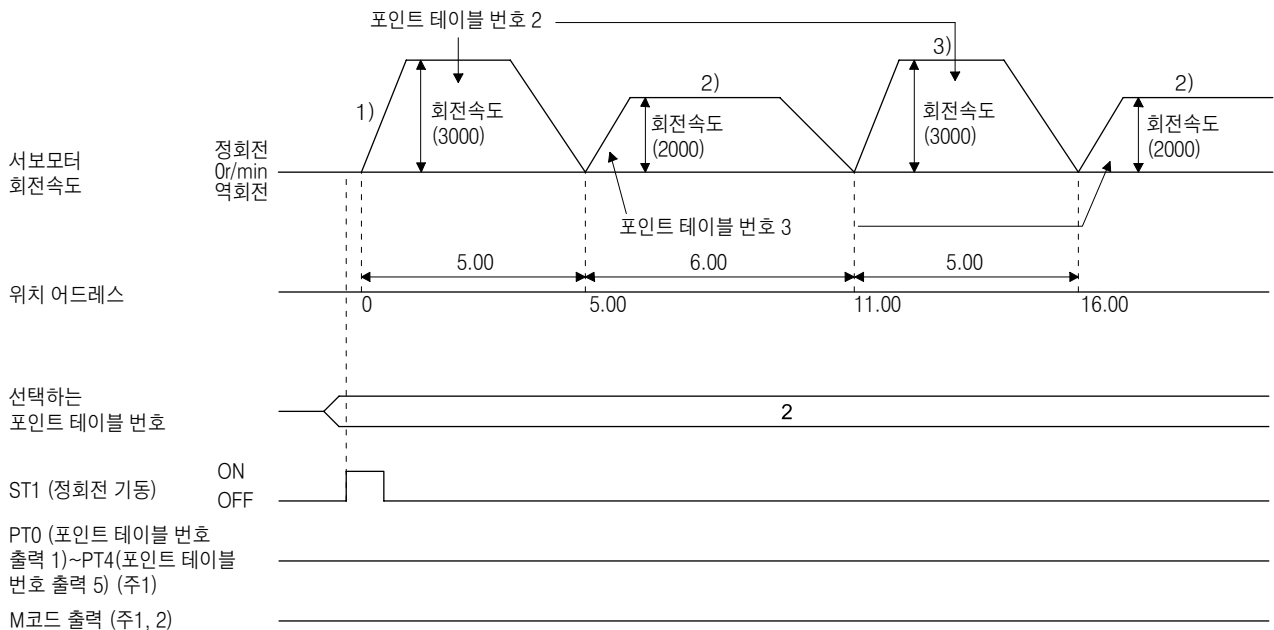 포인트 테이블 번호 2
1)
회전속도
(3000)
2)
회전속도
(2000)
3)
회전속도
(3000)
2)
회전속도
(2000)
서보모터
회전속도
정회전
0r/min
역회전
포인트 테이블 번호 3
5.00
6.00
5.00
위치 어드레스
0
5.00
11.00
16.00
선택하는
포인트 테이블 번호
2
ST1 (정회전 기동)
ON
OFF
PT0 (포인트 테이블 번호
출력 1)~PT4(포인트 테이블
번호 출력 5) (주1)
M코드 출력 (주1, 2)